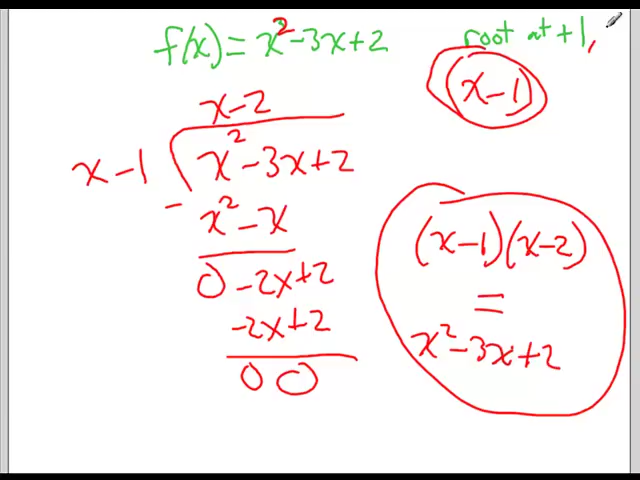 f(x) = x² - 3x + 2
root at +1,
(x - 1)
x - 2
x - 1
x² - 3x + 2
- x² - x
0 - 2x + 2
- 2x + 2
0 0
(x - 1)(x - 2)
=
x² - 3x + 2